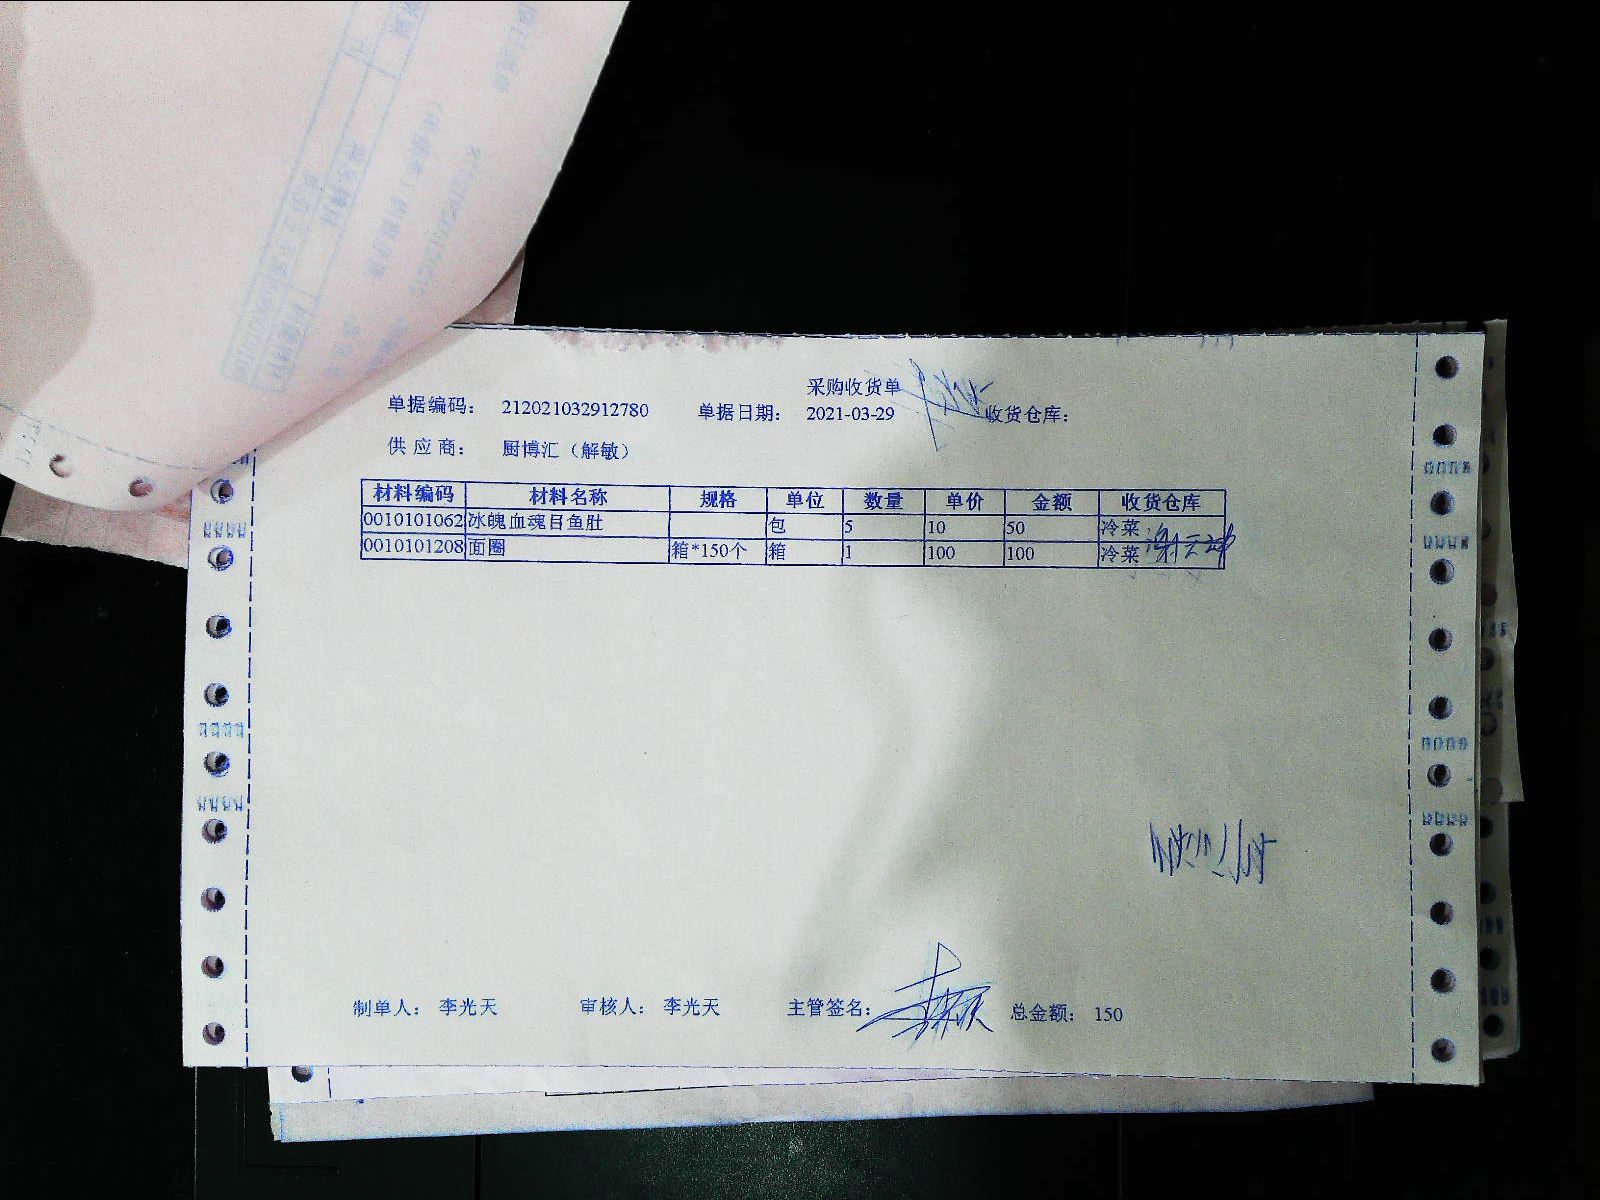 采购收货单
单据编码： 212021032912780 单据日期： 2021-03-29 收货仓库：
供 应 商： 厨博汇（解敏）
材料编码 材料名称 规格 单位 数量 单价 金额 收货仓库
0010101062 冰魄血魂目鱼肚 包 5 10 50 冷菜
0010101208 面圈 箱*150个 箱 1 100 100 冷菜
制单人： 李光天 审核人： 李光天 主管签名： 总金额： 150